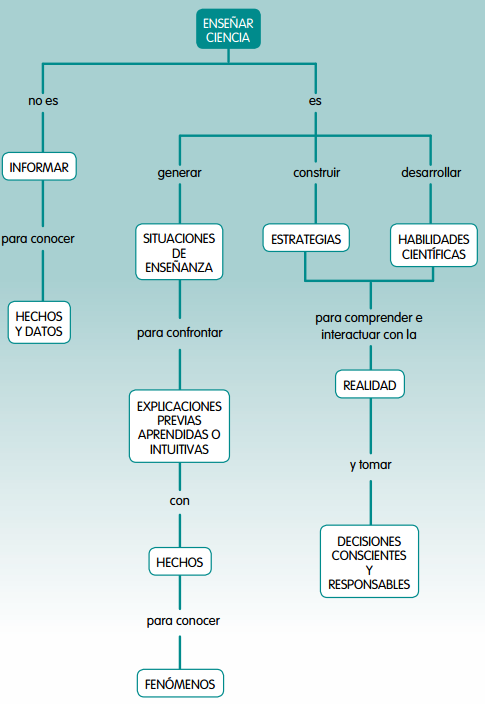 ENSEÑAR
CIENCIA
no es
es
INFORMAR
generar
construir
desarrollar
para conocer
SITUACIONES
DE
ENSEÑANZA
ESTRATEGIAS
HABILIDADES
CIENTÍFICAS
HECHOS
Y DATOS
para confrontar
para comprender e
interactuar con la
EXPLICACIONES
PREVIAS
APRENDIDAS O
INTUITIVAS
REALIDAD
con
y tomar
HECHOS
DECISIONES
CONSCIENTES
Y
RESPONSABLES
para conocer
FENÓMENOS